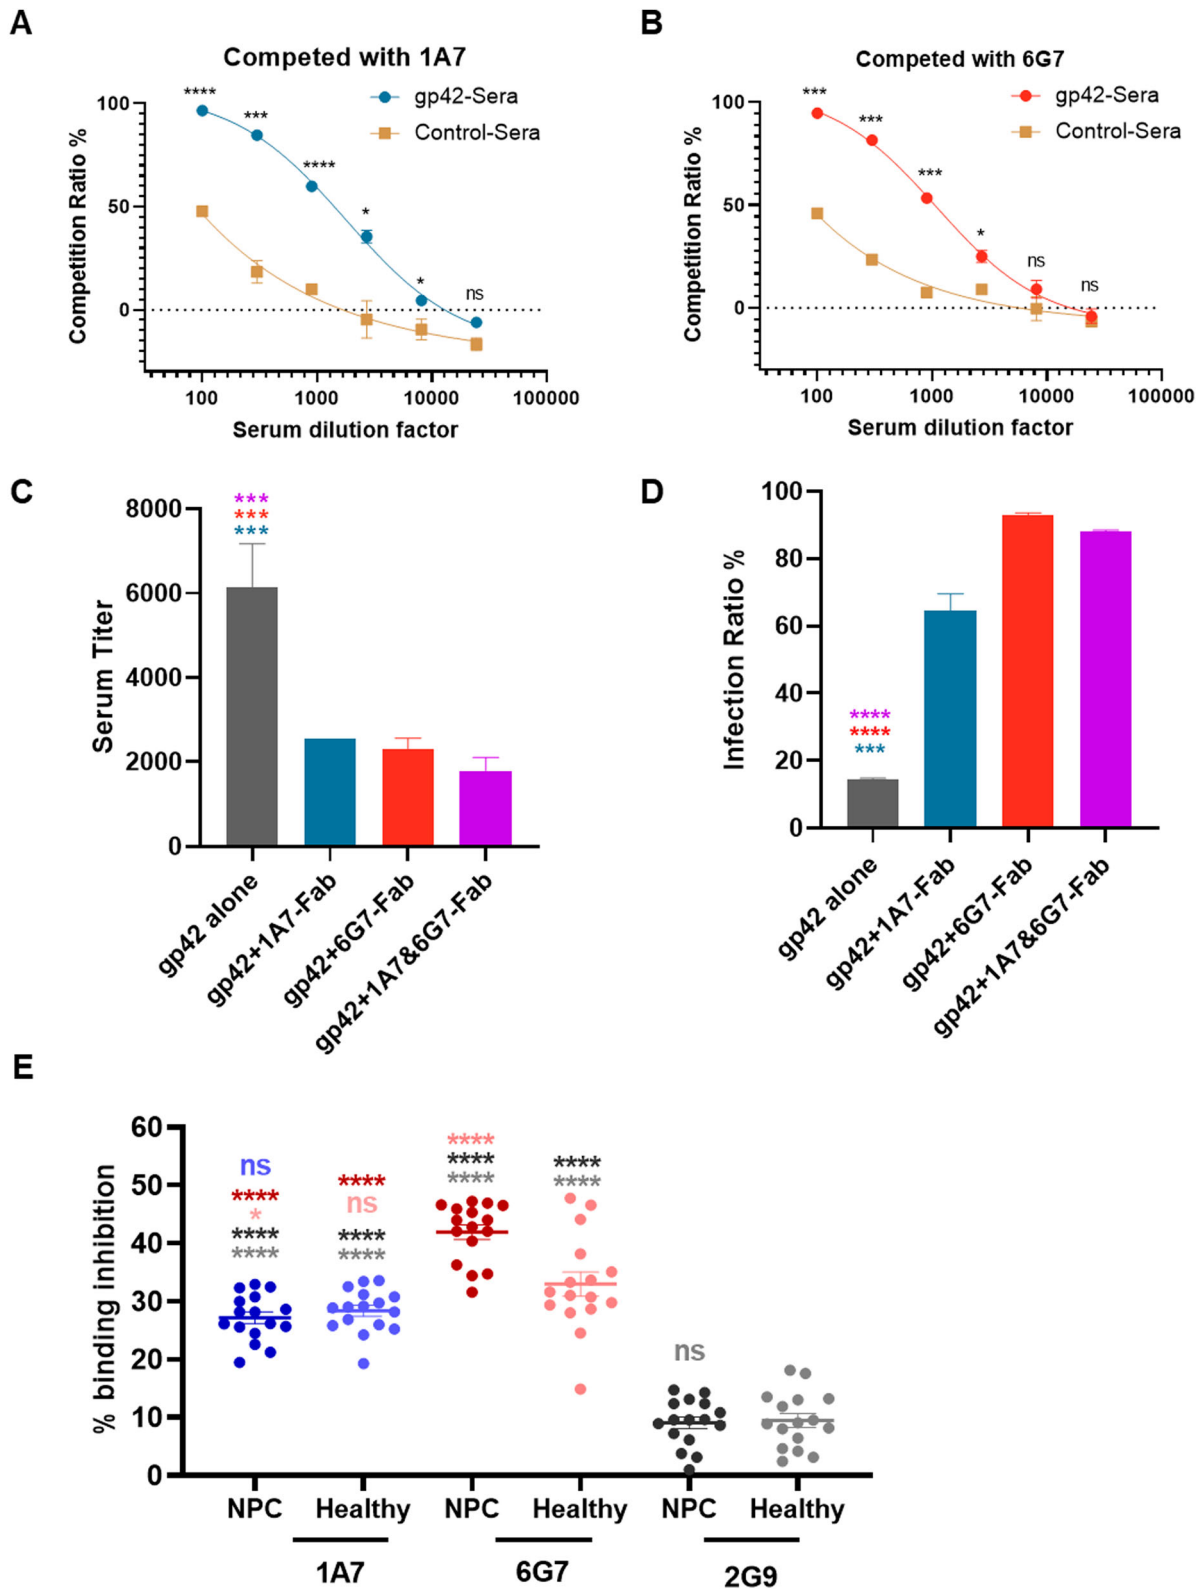 A
Competed with 1A7
gp42-Sera
Control-Sera
Competition Ratio %
100
50
0
**** *** **** * * ns
100 1000 10000 100000
Serum dilution factor
B
Competed with 6G7
gp42-Sera
Control-Sera
Competition Ratio %
100
50
0
*** *** *** * ns ns
100 1000 10000 100000
Serum dilution factor
C
Serum Titer
8000
6000
4000
2000
0
***
***
***
gp42 alone
gp42+1A7-Fab
gp42+6G7-Fab
gp42+1A7&6G7-Fab
D
Infection Ratio %
100
80
60
40
20
0
****
****
***
gp42 alone
gp42+1A7-Fab
gp42+6G7-Fab
gp42+1A7&6G7-Fab
E
% binding inhibition
60
50
40
30
20
10
0
ns
****
*
****
****
****
ns
****
****
****
****
****
****
****
ns
NPC Healthy NPC Healthy NPC Healthy
1A7 6G7 2G9